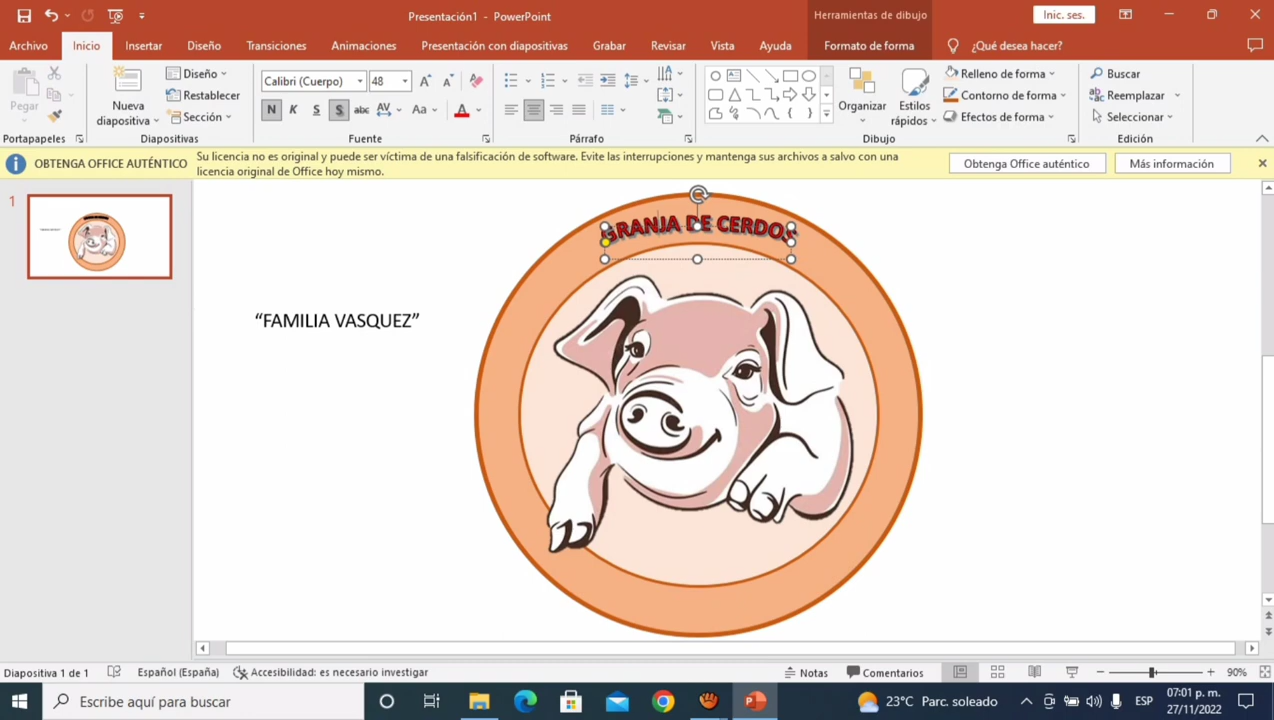 Presentación1 - PowerPoint
Herramientas de dibujo
Inic. ses.
Archivo Inicio Insertar Diseño Transiciones Animaciones Presentación con diapositivas Grabar Revisar Vista Ayuda Formato de forma ¿Qué desea hacer?
Pegar
Portapapeles
Nueva
diapositiva
Diseño
Restablecer
Sección
Diapositivas
Calibri (Cuerpo) 48
N K S S abc AV Aa A
Fuente
Párrafo
Organizar
Estilos
rápidos
Relleno de forma
Contorno de forma
Efectos de forma
Dibujo
Buscar
Reemplazar
Seleccionar
Edición
OBTENGA OFFICE AUTÉNTICO
Su licencia no es original y puede ser víctima de una falsificación de software. Evite las interrupciones y mantenga sus archivos a salvo con una
licencia original de Office hoy mismo.
Obtenga Office auténtico
Más información
1
GRANJA DE CERDOS
“FAMILIA VASQUEZ”
Diapositiva 1 de 1 Español (España) Accesibilidad: es necesario investigar Notas Comentarios 90%
Escribe aquí para buscar
23°C Parc. soleado
ESP
07:01 p. m.
27/11/2022